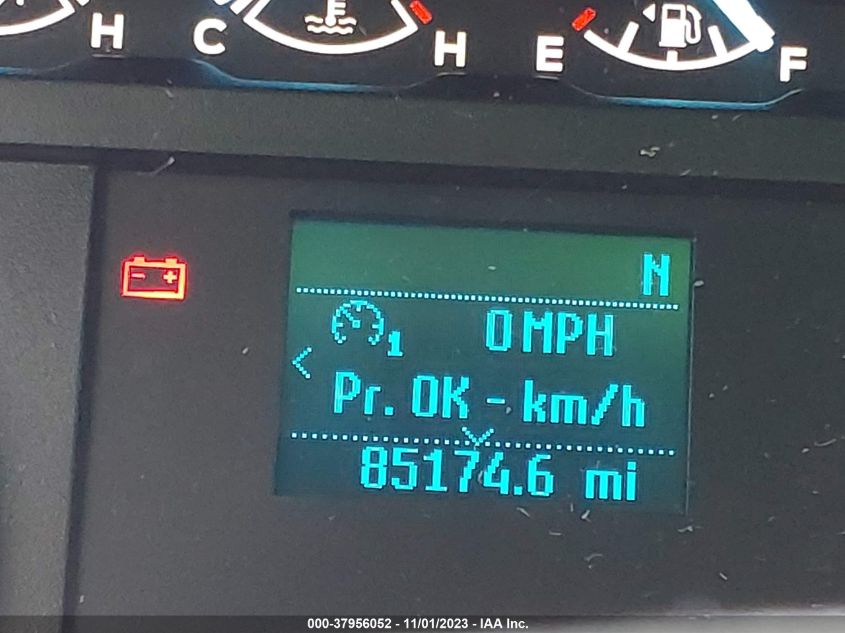 H C H E F
N
1 0 MPH
Pr. OK - km/h
85174.6 mi
000-37956052 - 11/01/2023 - IAA Inc.